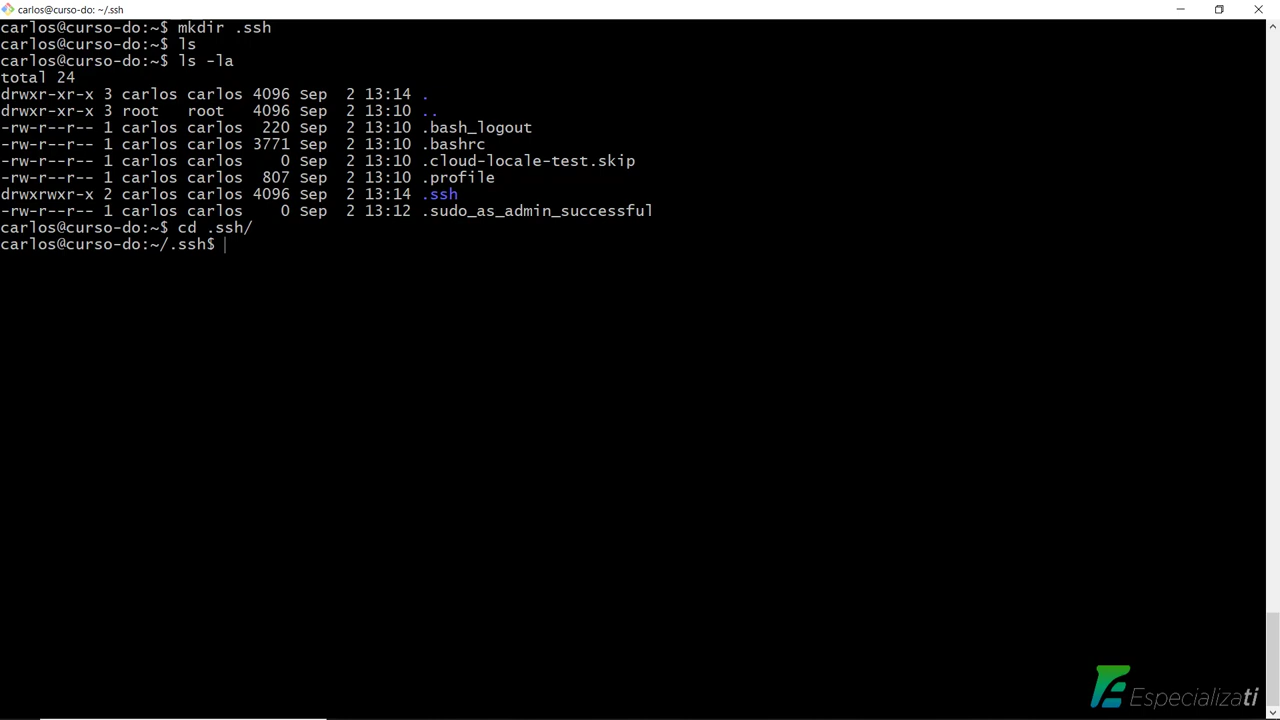 carlos@curso-do: ~/.ssh
carlos@curso-do:~$ mkdir .ssh
carlos@curso-do:~$ ls
carlos@curso-do:~$ ls -la
total 24
drwxr-xr-x 3 carlos carlos 4096 Sep  2 13:14 .
drwxr-xr-x 3 root   root   4096 Sep  2 13:10 ..
-rw-r--r-- 1 carlos carlos  220 Sep  2 13:10 .bash_logout
-rw-r--r-- 1 carlos carlos 3771 Sep  2 13:10 .bashrc
-rw-r--r-- 1 carlos carlos    0 Sep  2 13:10 .cloud-locale-test.skip
-rw-r--r-- 1 carlos carlos  807 Sep  2 13:10 .profile
drwxrwxr-x 2 carlos carlos 4096 Sep  2 13:14 .ssh
-rw-r--r-- 1 carlos carlos    0 Sep  2 13:12 .sudo_as_admin_successful
carlos@curso-do:~$ cd .ssh/
carlos@curso-do:~/.ssh$
Especializati